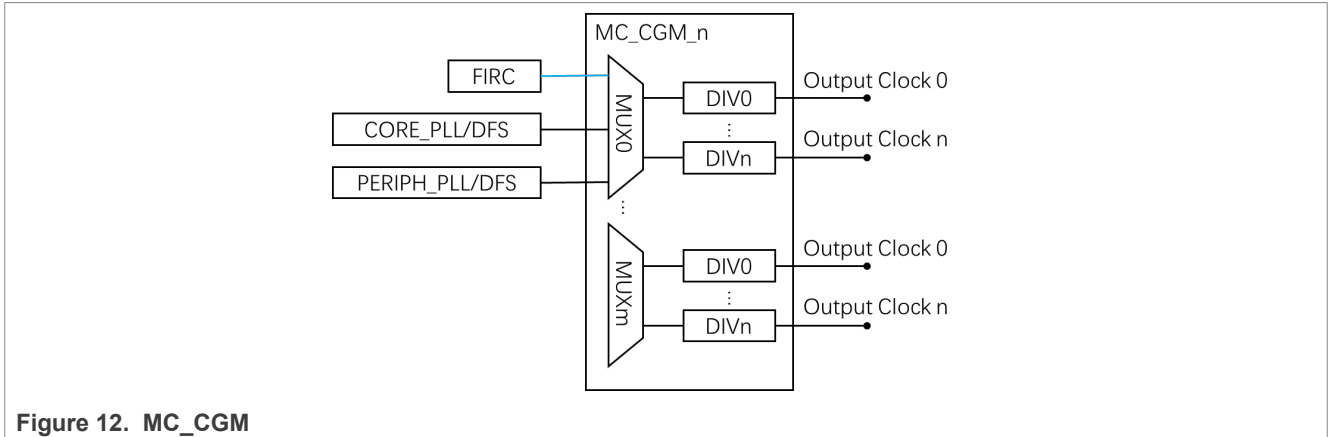 MC_CGM_n
FIRC
CORE_PLL/DFS
PERIPH_PLL/DFS
MUX0
DIV0
Output Clock 0
⋮
DIVn
Output Clock n
⋮
MUXm
DIV0
Output Clock 0
⋮
DIVn
Output Clock n
Figure 12. MC_CGM